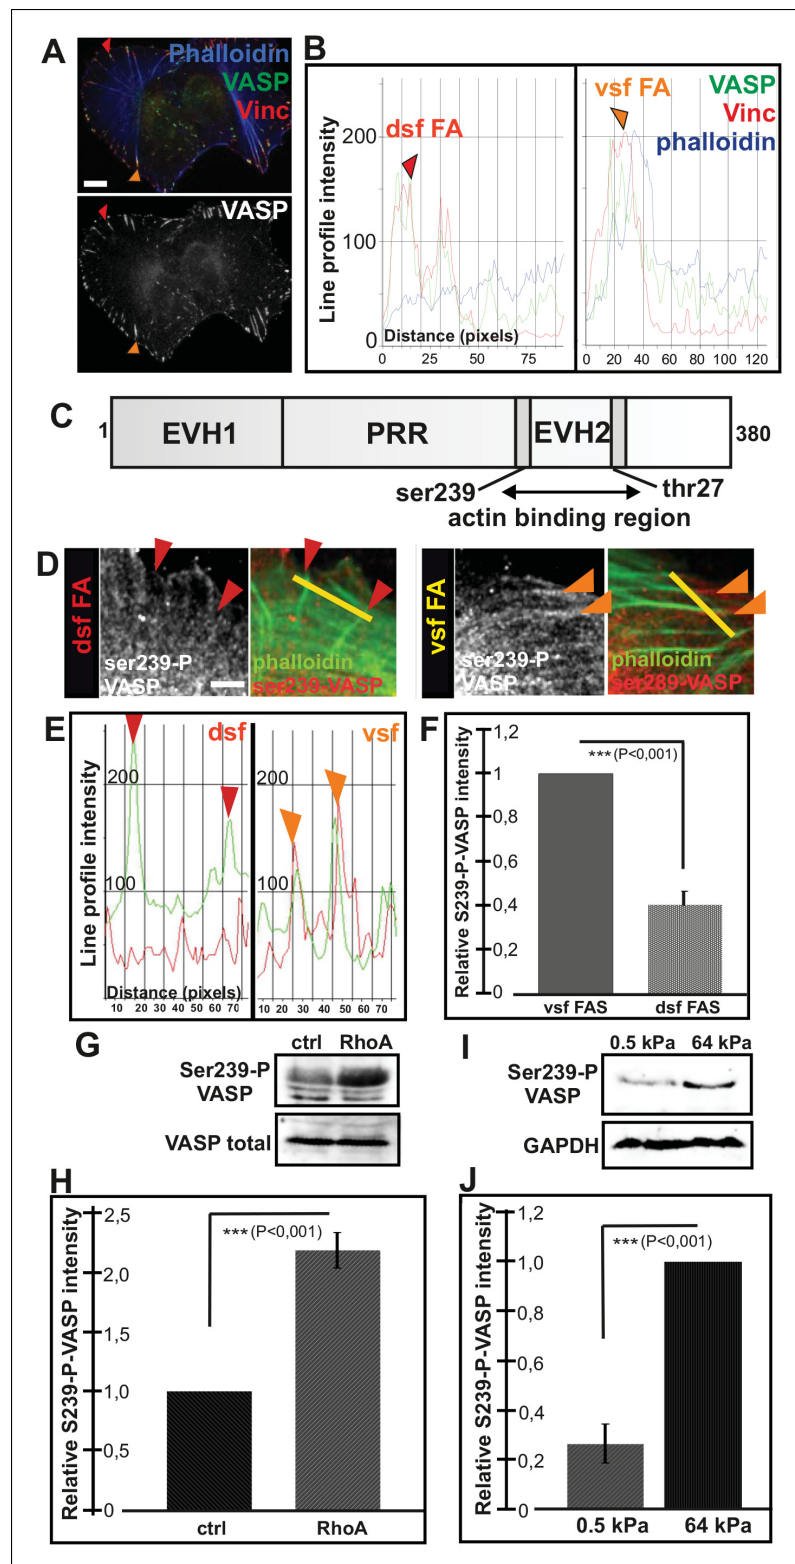 A
Phalloidin
VASP
Vinc
VASP
B
Line profile intensity
200
100
0
dsf FA
Distance (pixels)
0 25 50 75
vsf FA
VASP
Vinc
phalloidin
0 20 40 60 80 100 120
C
1
EVH1
PRR
EVH2
380
ser239
thr27
actin binding region
D
dsf FA
ser239-P
VASP
phalloidin
ser239-VASP
vsf FA
ser239-P
VASP
phalloidin
Ser289-VASP
E
Line profile intensity
dsf
200
100
Distance (pixels)
10 20 30 40 50 60 70
vsf
200
100
10 20 30 40 50 60 70
F
Relative S239-P-VASP intensity
1,2
1
0,8
0,6
0,4
0,2
0
***(P<0,001)
vsf FAS
dsf FAS
G
ctrl RhoA
Ser239-P
VASP
VASP total
I
0.5 kPa 64 kPa
Ser239-P
VASP
GAPDH
H
Relative S239-P-VASP intensity
2,5
2,0
1,5
1,0
0,5
0
***(P<0,001)
ctrl
RhoA
J
Relative S239-P-VASP intensity
1,2
1,0
0,8
0,6
0,4
0,2
0
***(P<0,001)
0.5 kPa
64 kPa